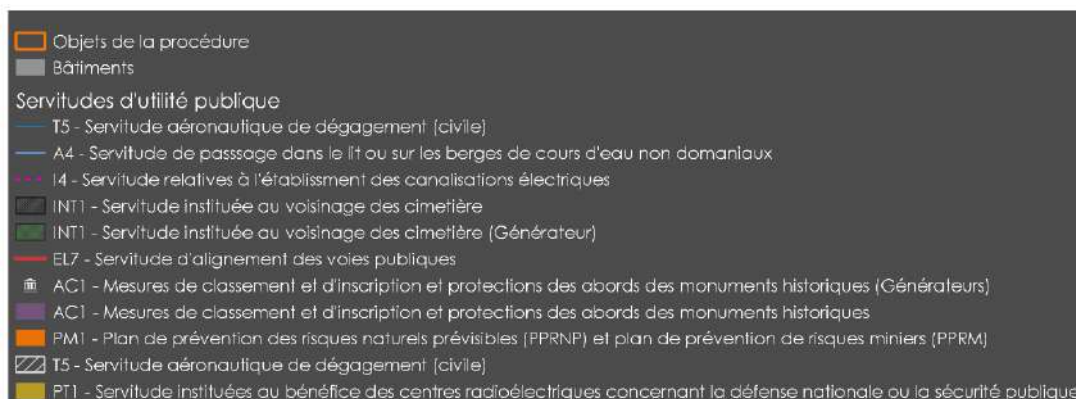 Objets de la procédure
Bâtiments
Servitudes d'utilité publique
T5 - Servitude aéronautique de dégagement (civile)
A4 - Servitude de passsage dans le lit ou sur les berges de cours d'eau non domaniaux
I4 - Servitude relatives à l'établissment des canalisations électriques
INT1 - Servitude instituée au voisinage des cimetière
INT1 - Servitude instituée au voisinage des cimetière (Générateur)
EL7 - Servitude d'alignement des voies publiques
AC1 - Mesures de classement et d'inscription et protections des abords des monuments historiques (Générateurs)
AC1 - Mesures de classement et d'inscription et protections des abords des monuments historiques
PM1 - Plan de prévention des risques naturels prévisibles (PPRNP) et plan de prévention de risques miniers (PPRM)
T5 - Servitude aéronautique de dégagement (civile)
PT1 - Servitude instituées au bénéfice des centres radioélectriques concernant la défense nationale ou la sécurité publique